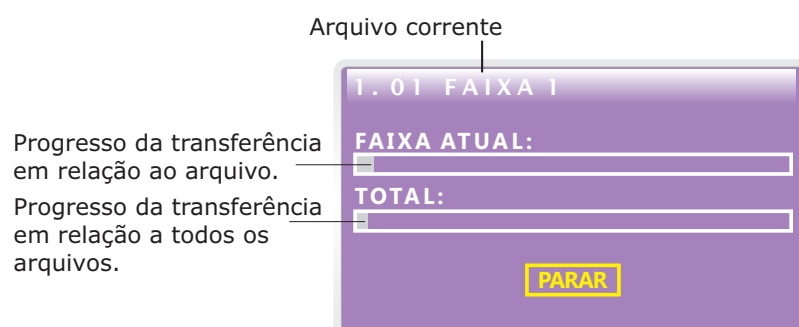 Arquivo corrente
1.01 FAIXA 1
Progresso da transferência
em relação ao arquivo.
FAIXA ATUAL:
Progresso da transferência
em relação a todos os
arquivos.
TOTAL:
PARAR